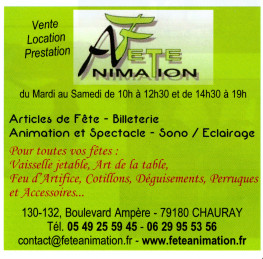 Vente
Location
Prestation
FETE
ANIMATION
du Mardi au Samedi de 10h à 12h30 et de 14h30 à 19h
Articles de Fête - Billeterie
Animation et Spectacle - Sono / Eclairage
Pour toutes vos fêtes :
Vaisselle jetable, Art de la table,
Feu d'Artifice, Cotillons, Déguisements, Perruques
et Accessoires...
130-132, Boulevard Ampère - 79180 CHAURAY
Tél. 05 49 25 59 45 - 06 29 95 53 56
contact@feteanimation.fr - www.feteanimation.fr